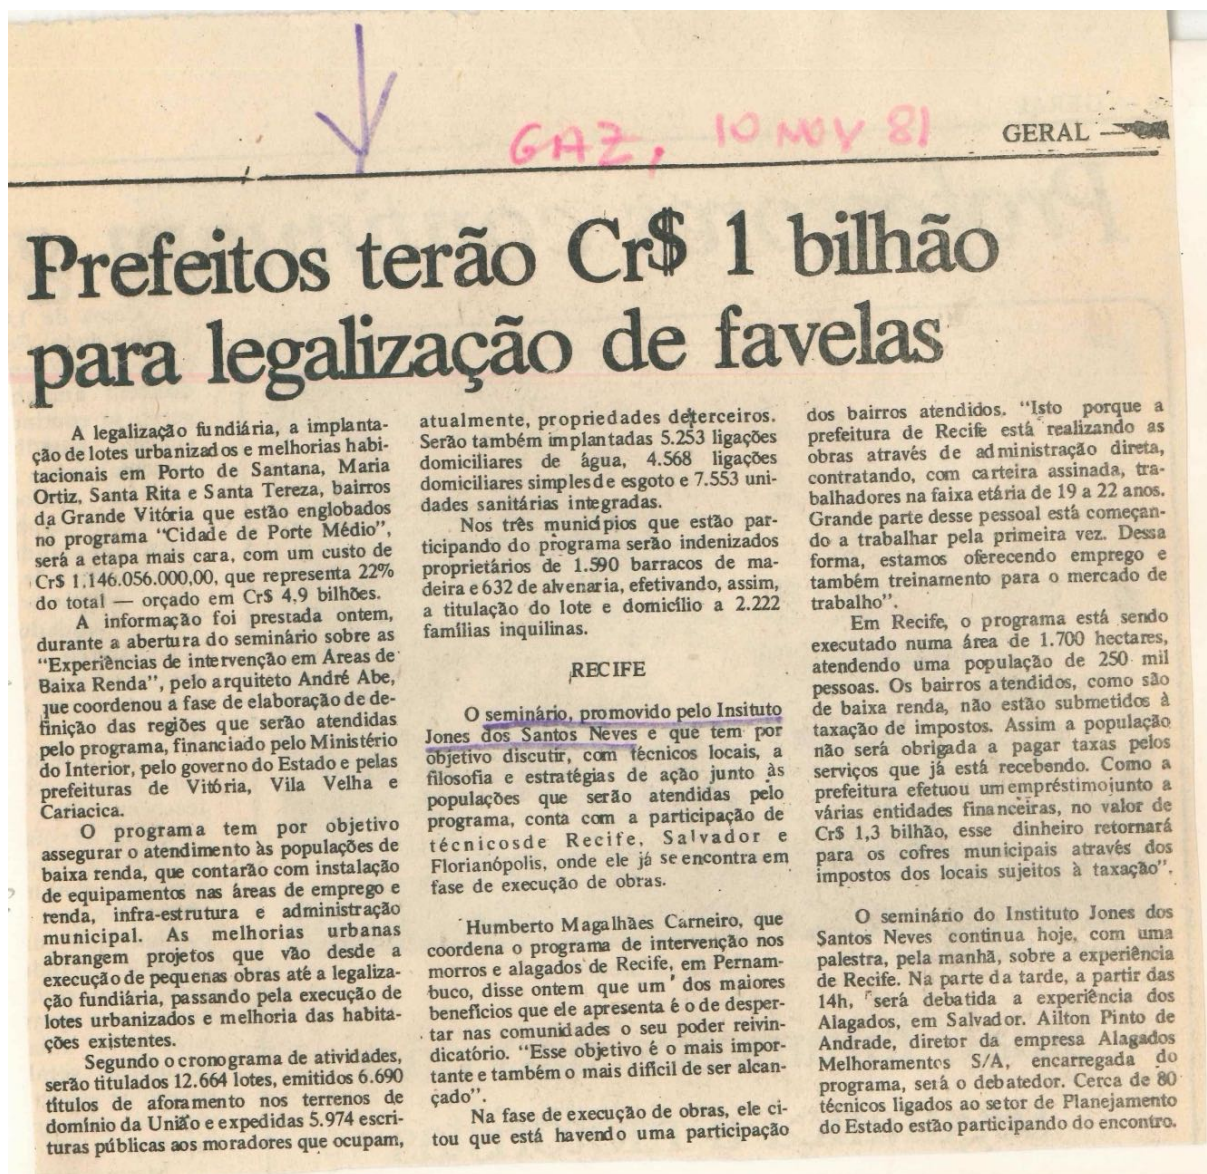 GAZ, 10 NOV 81
GERAL —
Prefeitos terão Cr$ 1 bilhão
para legalização de favelas
A legalização fundiária, a implanta-
ção de lotes urbanizados e melhorias habi-
tacionais em Porto de Santana, Maria
Ortiz, Santa Rita e Santa Tereza, bairros
da Grande Vitória que estão englobados
no programa “Cidade de Porte Médio”,
será a etapa mais cara, com um custo de
Cr$ 1.146.056.000,00, que representa 22%
do total — orçado em Cr$ 4,9 bilhões.
A informação foi prestada ontem,
durante a abertura do seminário sobre as
“Experiências de intervenção em Areas de
Baixa Renda”, pelo arquiteto André Abe,
que coordenou a fase de elaboração de de-
finição das regiões que serão atendidas
pelo programa, financiado pelo Ministério
do Interior, pelo governo do Estado e pelas
prefeituras de Vitória, Vila Velha e
Cariacica.
O programa tem por objetivo
assegurar o atendimento às populações de
baixa renda, que contarão com instalação
de equipamentos nas áreas de emprego e
renda, infra-estrutura e administração
municipal. As melhorias urbanas
abrangem projetos que vão desde a
execução de pequenas obras até a legaliza-
ção fundiária, passando pela execução de
lotes urbanizados e melhoria das habita-
ções existentes.
Segundo o cronograma de atividades,
serão titulados 12.664 lotes, emitidos 6.690
títulos de aforamento nos terrenos de
domínio da União e expedidas 5.974 escri-
turas públicas aos moradores que ocupam,
atualmente, propriedades de terceiros.
Serão também implantadas 5.253 ligações
domiciliares de água, 4.568 ligações
domiciliares simples de esgoto e 7.553 uni-
dades sanitárias integradas.
Nos três municípios que estão par-
ticipando do programa serão indenizados
proprietários de 1.590 barracos de ma-
deira e 632 de alvenaria, efetivando, assim,
a titulação do lote e domicílio a 2.222
famílias inquilinas.
RECIFE
O seminário, promovido pelo Insituto
Jones dos Santos Neves e que tem por
objetivo discutir, com técnicos locais, a
filosofia e estratégias de ação junto às
populações que serão atendidas pelo
programa, conta com a participação de
técnicosde Recife, Salvador e
Florianópolis, onde ele já se encontra em
fase de execução de obras.
Humberto Magalhães Carneiro, que
coordena o programa de intervenção nos
morros e alagados de Recife, em Pernam-
buco, disse ontem que um dos maiores
benefícios que ele apresenta é o de desper-
tar nas comunidades o seu poder reivin-
dicatório. “Esse objetivo é o mais impor-
tante e também o mais difícil de ser alcan-
çado”.
Na fase de execução de obras, ele ci-
tou que está havendo uma participação
dos bairros atendidos. “Isto porque a
prefeitura de Recife está realizando as
obras através de administração direta,
contratando, com carteira assinada, tra-
balhadores na faixa etária de 19 a 22 anos.
Grande parte desse pessoal está começan-
do a trabalhar pela primeira vez. Dessa
forma, estamos oferecendo emprego e
também treinamento para o mercado de
trabalho”.
Em Recife, o programa está sendo
executado numa área de 1.700 hectares,
atendendo uma população de 250 mil
pessoas. Os bairros atendidos, como são
de baixa renda, não estão submetidos à
taxação de impostos. Assim a população
não será obrigada a pagar taxas pelos
serviços que já está recebendo. Como a
prefeitura efetuou um empréstimo junto a
várias entidades financeiras, no valor de
Cr$ 1,3 bilhão, esse dinheiro retornará
para os cofres municipais através dos
impostos dos locais sujeitos à taxação”.
O seminário do Instituto Jones dos
Santos Neves continua hoje, com uma
palestra, pela manhã, sobre a experiência
de Recife. Na parte da tarde, a partir das
14h, será debatida a experiência dos
Alagados, em Salvador. Ailton Pinto de
Andrade, diretor da empresa Alagados
Melhoramentos S/A, encarregada do
programa, será o debatedor. Cerca de 80
técnicos ligados ao setor de Planejamento
do Estado estão participando do encontro.